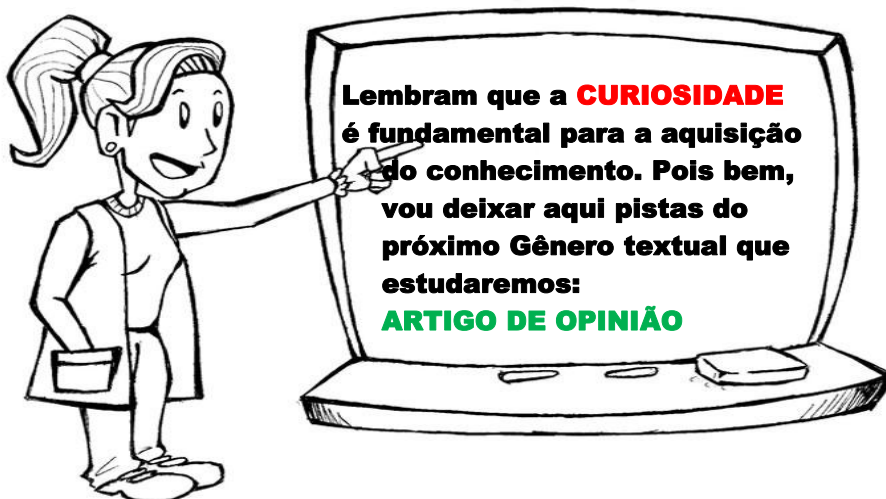 Lembram que a CURIOSIDADE
é fundamental para a aquisição
do conhecimento. Pois bem,
vou deixar aqui pistas do
próximo Gênero textual que
estudaremos:
ARTIGO DE OPINIÃO